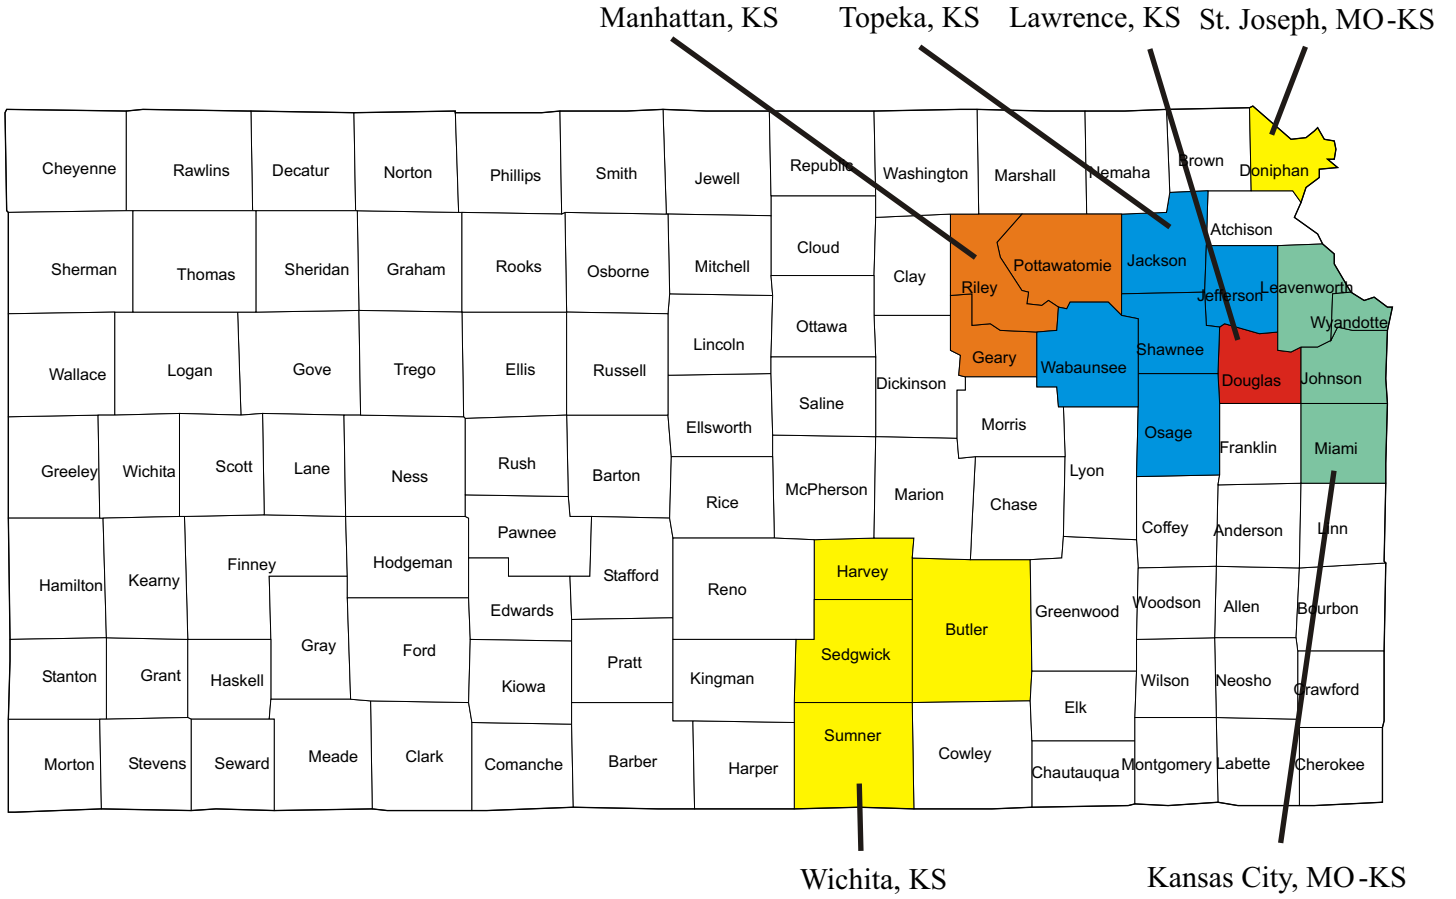 Manhattan, KS
Topeka, KS
Lawrence, KS
St. Joseph, MO-KS
Cheyenne
Rawlins
Decatur
Norton
Phillips
Smith
Jewell
Republic
Washington
Marshall
Nemaha
Brown
Doniphan
Sherman
Thomas
Sheridan
Graham
Rooks
Osborne
Mitchell
Cloud
Clay
Riley
Pottawatomie
Jackson
Atchison
Jefferson
Leavenworth
Wyandotte
Wallace
Logan
Gove
Trego
Ellis
Russell
Lincoln
Ottawa
Saline
Dickinson
Geary
Wabaunsee
Shawnee
Douglas
Johnson
Greeley
Wichita
Scott
Lane
Ness
Rush
Barton
Ellsworth
Rice
McPherson
Marion
Morris
Chase
Lyon
Osage
Franklin
Miami
Coffey
Anderson
Linn
Hamilton
Kearny
Finney
Hodgeman
Pawnee
Edwards
Stafford
Reno
Harvey
Sedgwick
Butler
Greenwood
Woodson
Allen
Bourbon
Stanton
Grant
Haskell
Gray
Ford
Kiowa
Pratt
Kingman
Sumner
Elk
Wilson
Neosho
Crawford
Morton
Stevens
Seward
Meade
Clark
Comanche
Barber
Harper
Cowley
Chautauqua
Montgomery
Labette
Cherokee
Wichita, KS
Kansas City, MO-KS